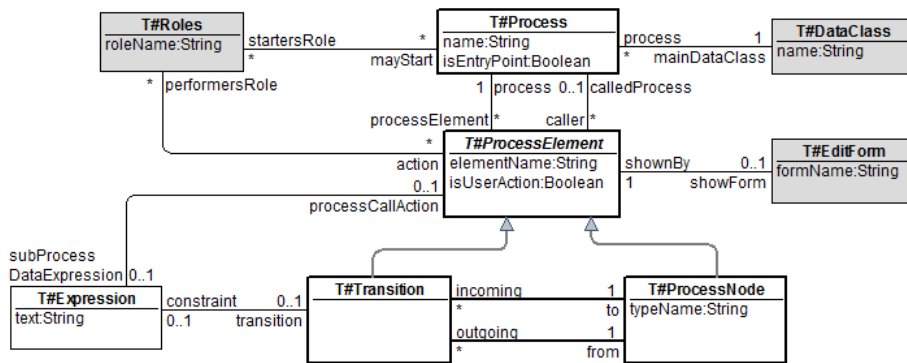 T#Roles
roleName:String
startersRole
*
*
mayStart
T#Process
name:String
isEntryPoint:Boolean
process
*
1
mainDataClass
T#DataClass
name:String
*
performersRole
1
process
0..1
calledProcess
processElement
*
caller
*
*
action
T#ProcessElement
elementName:String
isUserAction:Boolean
shownBy
1
0..1
showForm
T#EditForm
formName:String
0..1
processCallAction
subProcess
DataExpression
0..1
T#Expression
text:String
constraint
0..1
0..1
transition
T#Transition
incoming
*
1
to
outgoing
*
1
from
T#ProcessNode
typeName:String